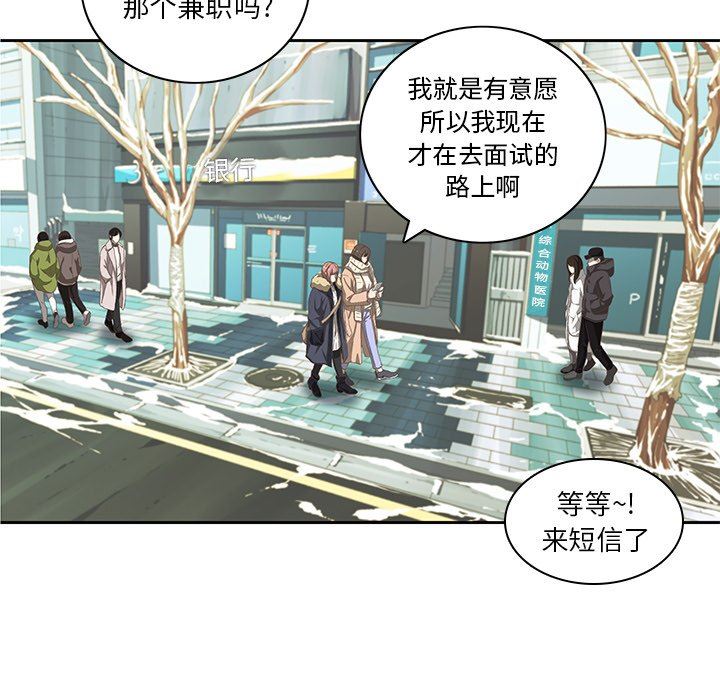 那个兼职吗?
我就是有意愿
所以我现在
才在去面试的
路上啊
银行
综合动物医院
P
等等~!
来短信了